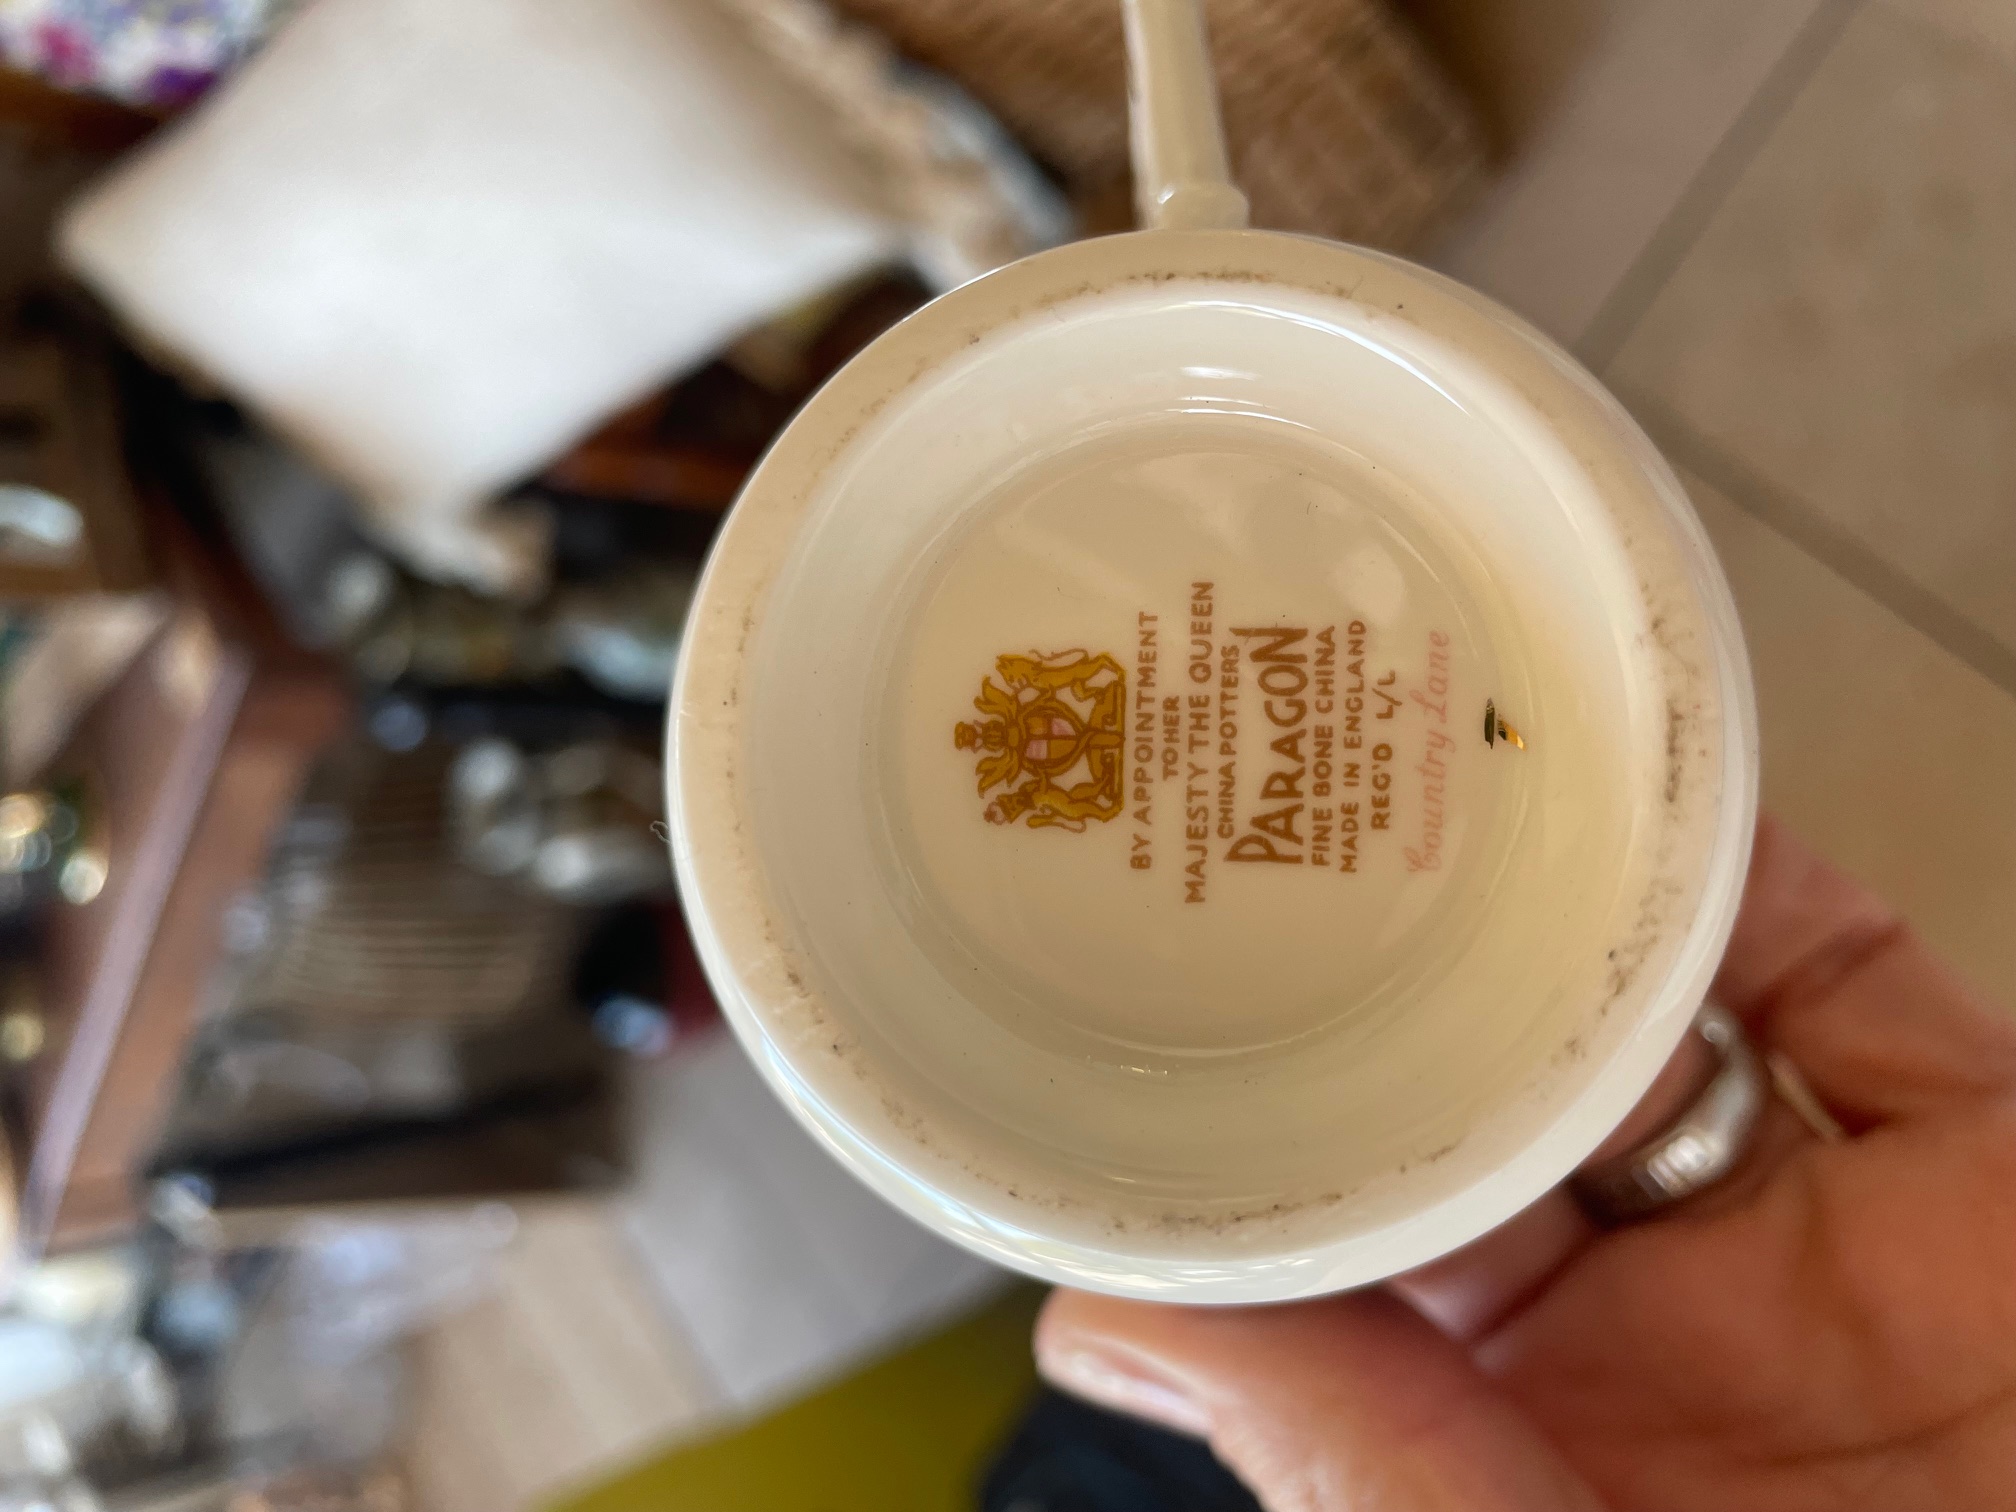 BY APPOINTMENT
TO HER
MAJESTY THE QUEEN
CHINA POTTERS
PARAGON
FINE BONE CHINA
MADE IN ENGLAND
REG'D L/L
Country Lane